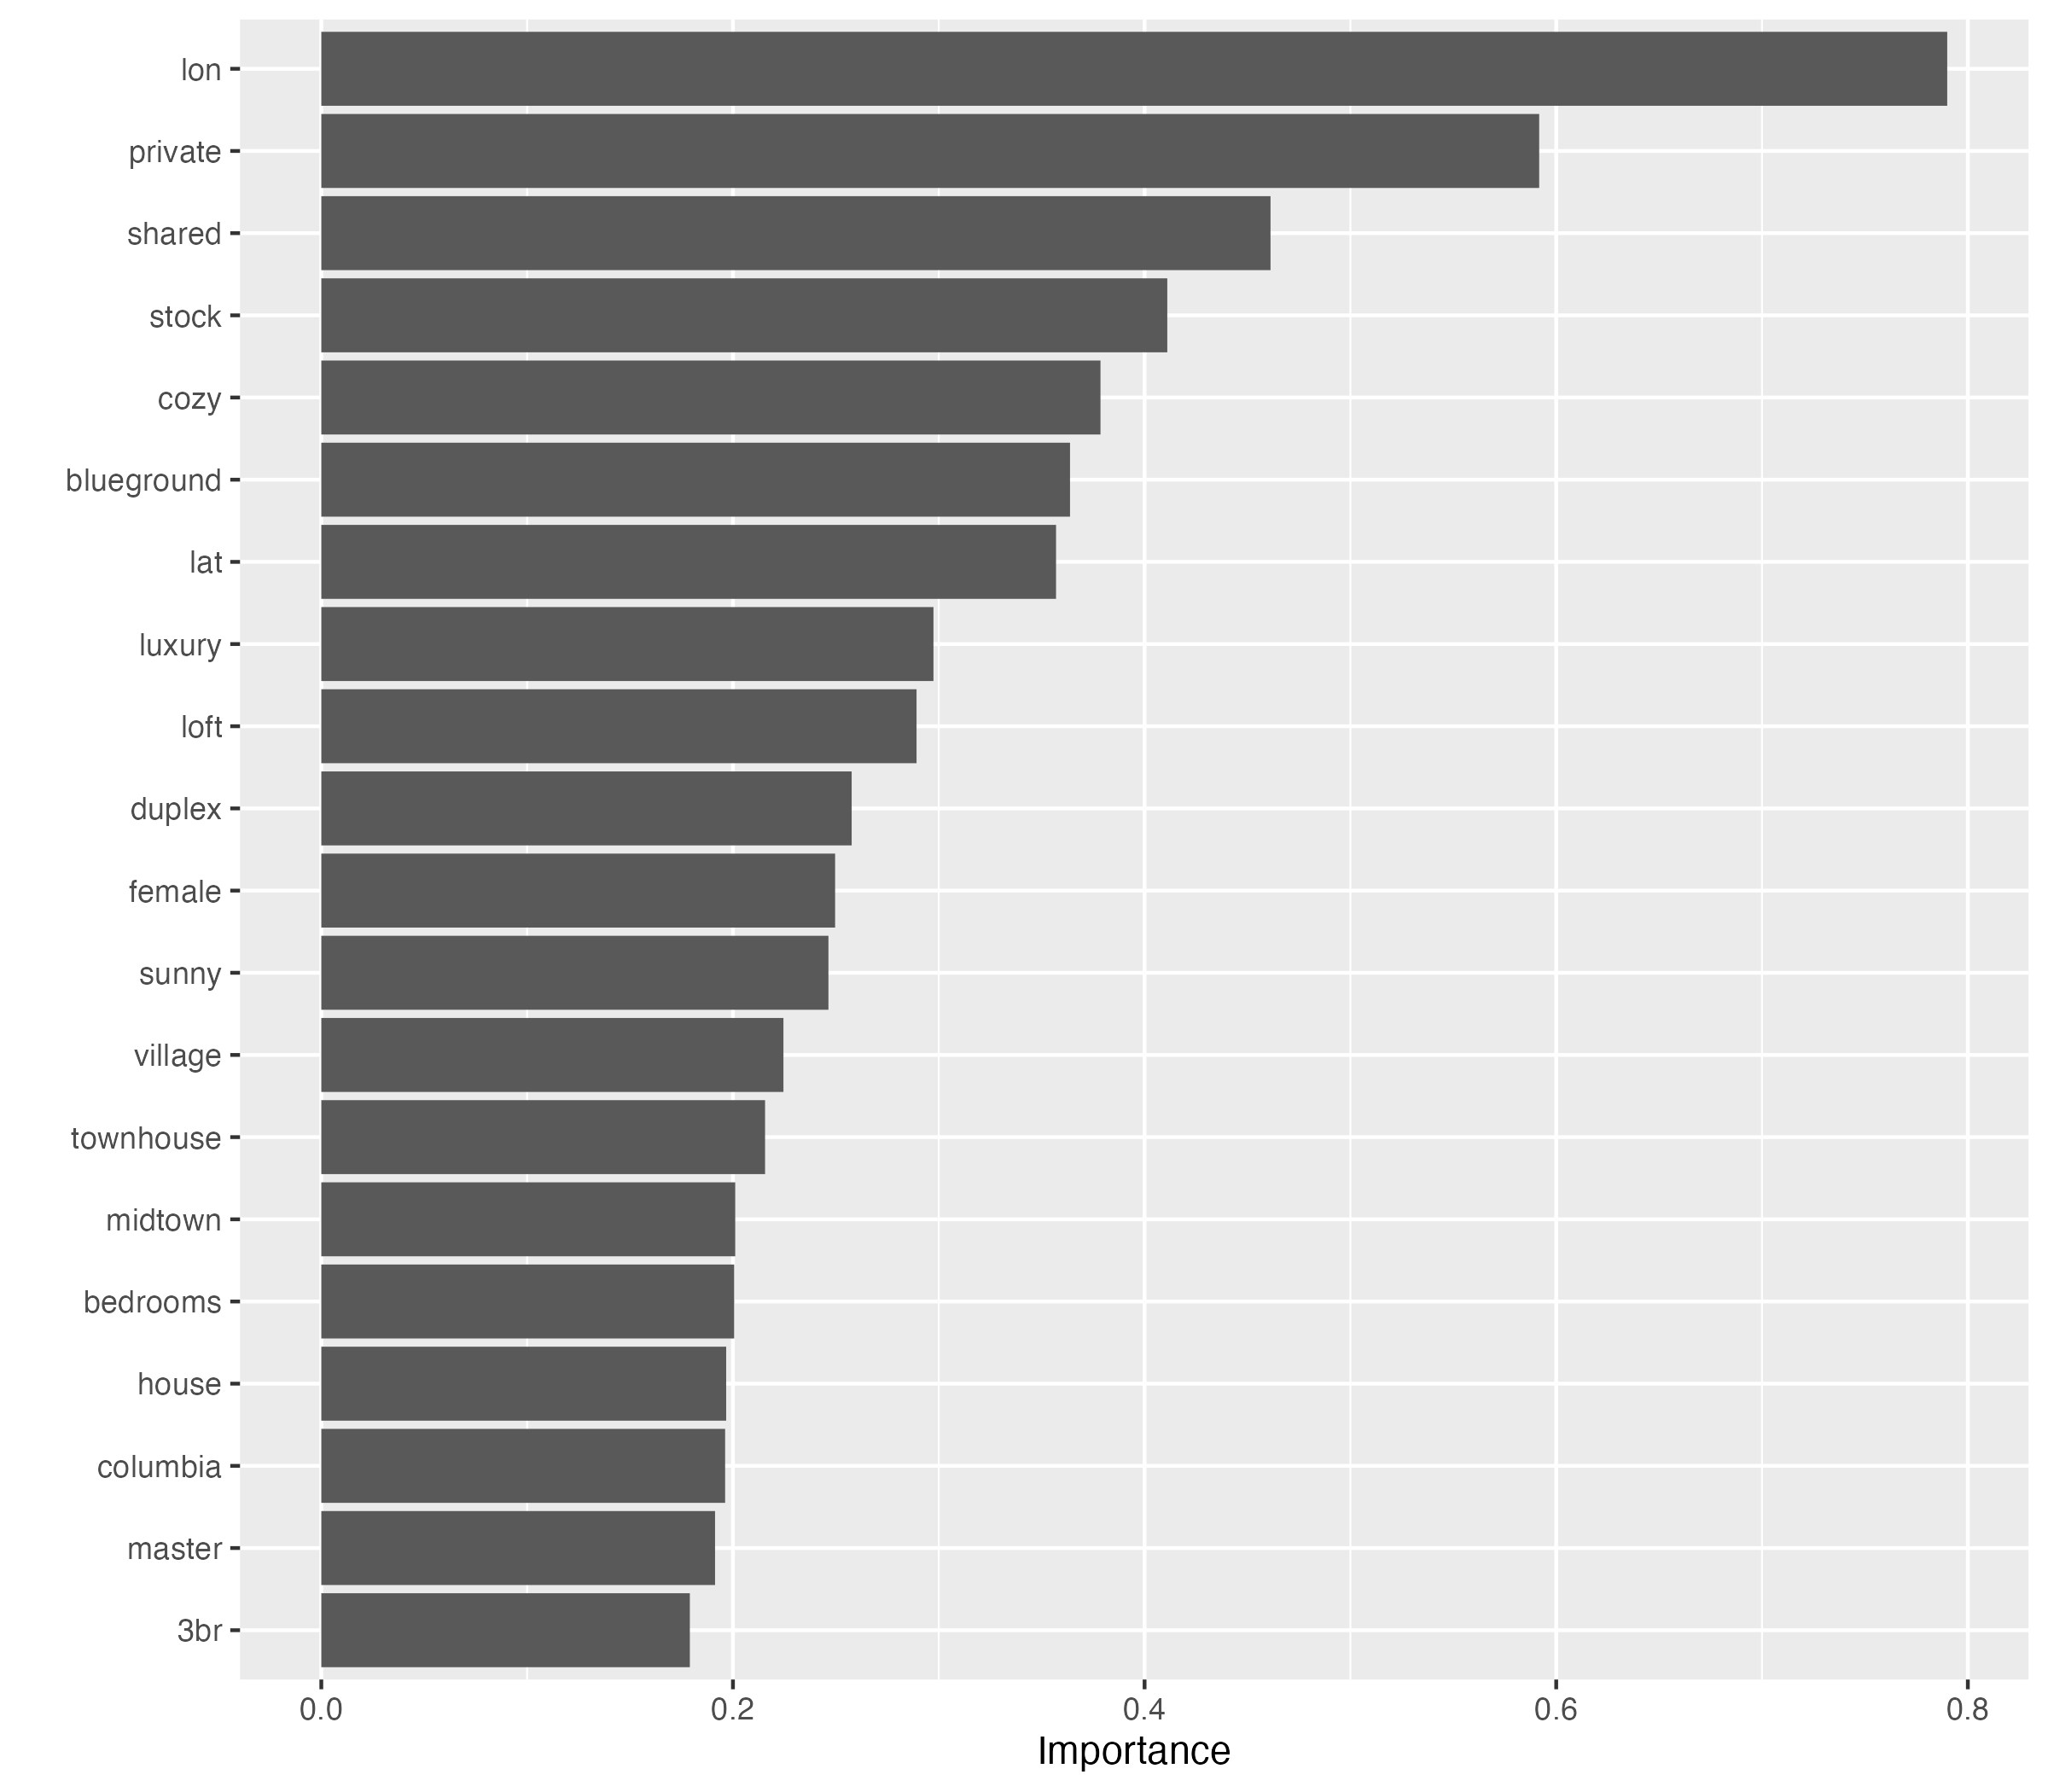 lon
private
shared
stock
cozy
blueground
lat
luxury
loft
duplex
female
sunny
village
townhouse
midtown
bedrooms
house
columbia
master
3br
0.0 0.2 0.4 0.6 0.8
Importance